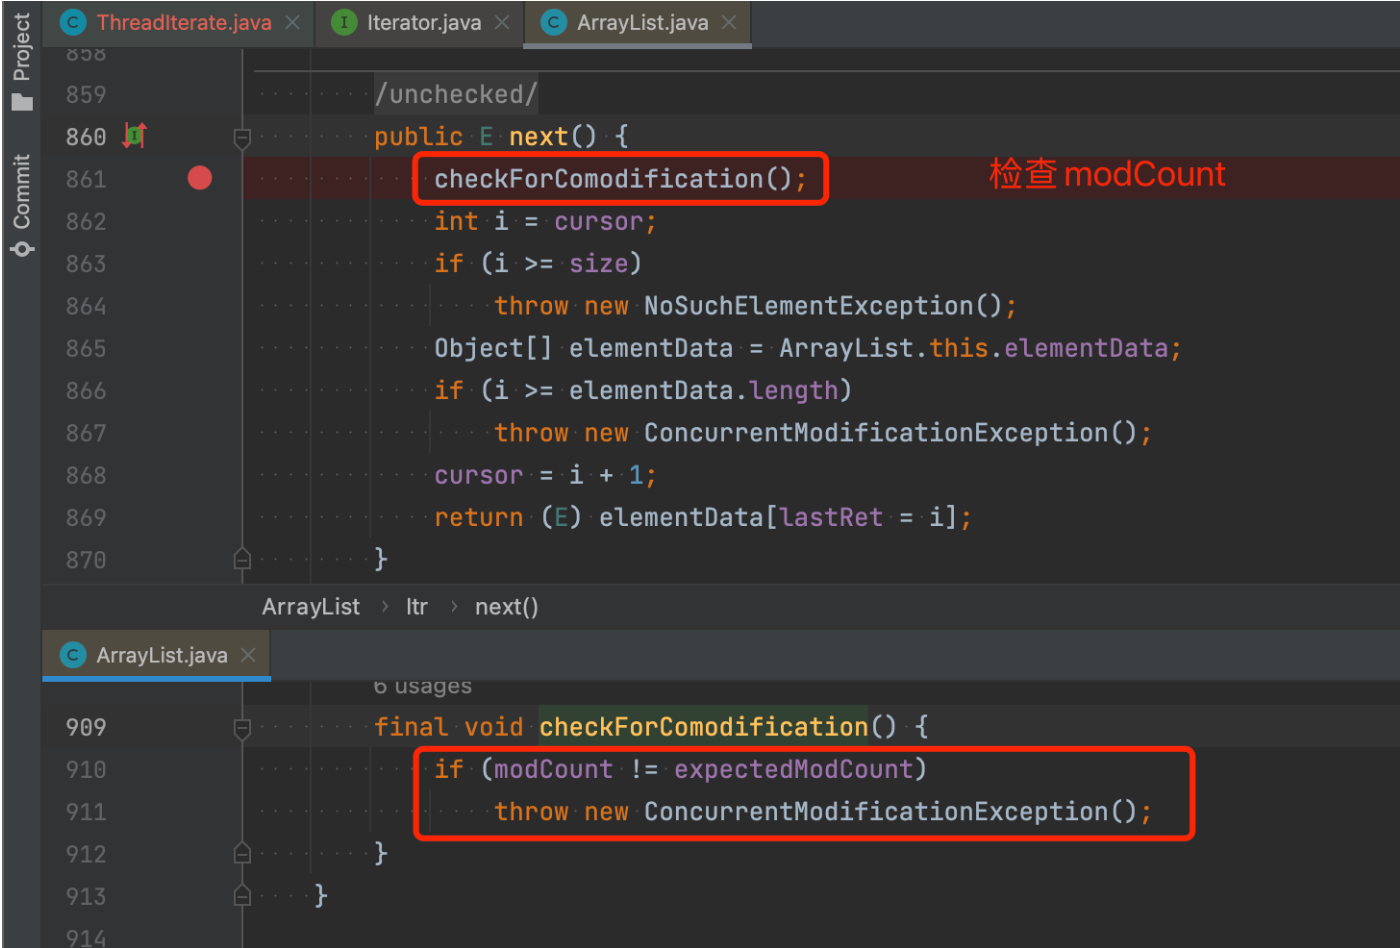 Project
Commit
ThreadIterate.java
Iterator.java
ArrayList.java
858
859 /unchecked/
860 public E next() {
861 checkForComodification(); 检查 modCount
862 int i = cursor;
863 if (i >= size)
864 throw new NoSuchElementException();
865 Object[] elementData = ArrayList.this.elementData;
866 if (i >= elementData.length)
867 throw new ConcurrentModificationException();
868 cursor = i + 1;
869 return (E) elementData[lastRet = i];
870 }
ArrayList > Itr > next()
ArrayList.java
6 usages
909 final void checkForComodification() {
910 if (modCount != expectedModCount)
911 throw new ConcurrentModificationException();
912 }
913 }
914